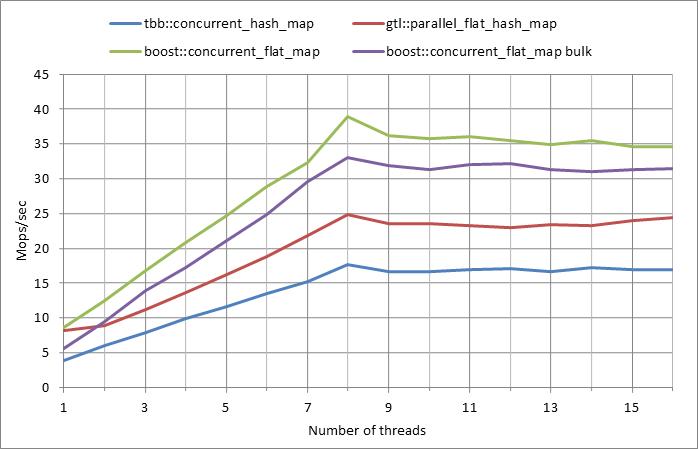 tbb::concurrent_hash_map gtl::parallel_flat_hash_map
boost::concurrent_flat_map boost::concurrent_flat_map bulk
45
40
35
30
25
20
15
10
5
0
Mops/sec
1 3 5 7 9 11 13 15
Number of threads